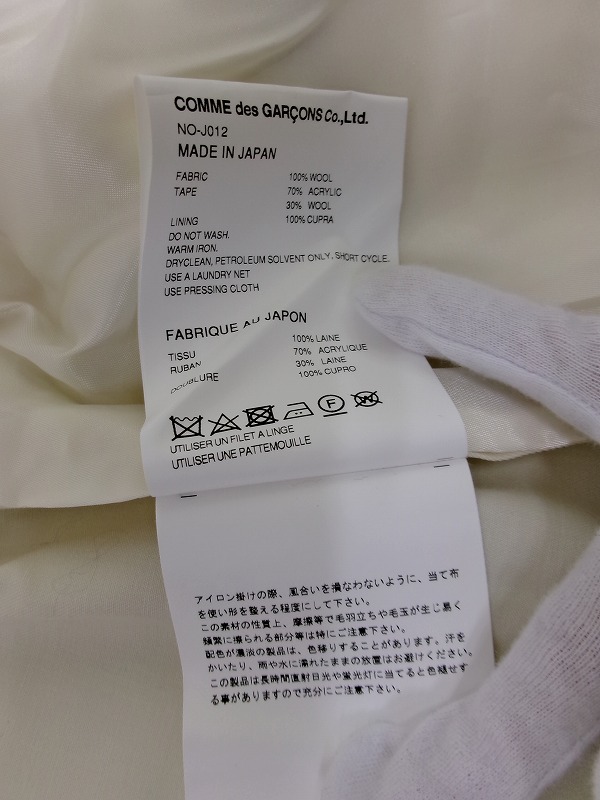 COMME des GARÇONS Co.,Ltd.
NO-J012
MADE IN JAPAN
FABRIC 100% WOOL
TAPE 70% ACRYLIC
30% WOOL
LINING 100% CUPRA
DO NOT WASH.
WARM IRON.
DRYCLEAN, PETROLEUM SOLVENT ONLY, SHORT CYCLE.
USE A LAUNDRY NET
USE PRESSING CLOTH
FABRIQUE AU JAPON
TISSU 100% LAINE
RUBAN 70% ACRYLIQUE
30% LAINE
DOUBLURE 100% CUPRO
F W
UTILISER UN FILET A LINGE
UTILISER UNE PATTEMOUILLE
アイロン掛けの際、風合いを損なわないように、当て布
を使い形を整える程度にして下さい。
この素材の性質上、摩擦等で毛羽立ちや毛玉が生じ易く
頻繁に擦られる部分等は特にご注意下さい。
配色が濃淡の製品は、色移りすることがあります。汗を
かいたり、雨や水に濡れたままの放置はお避けください。
この製品は長時間直射日光や蛍光灯に当てると色褪せす
る事がありますので充分にご注意下さい。